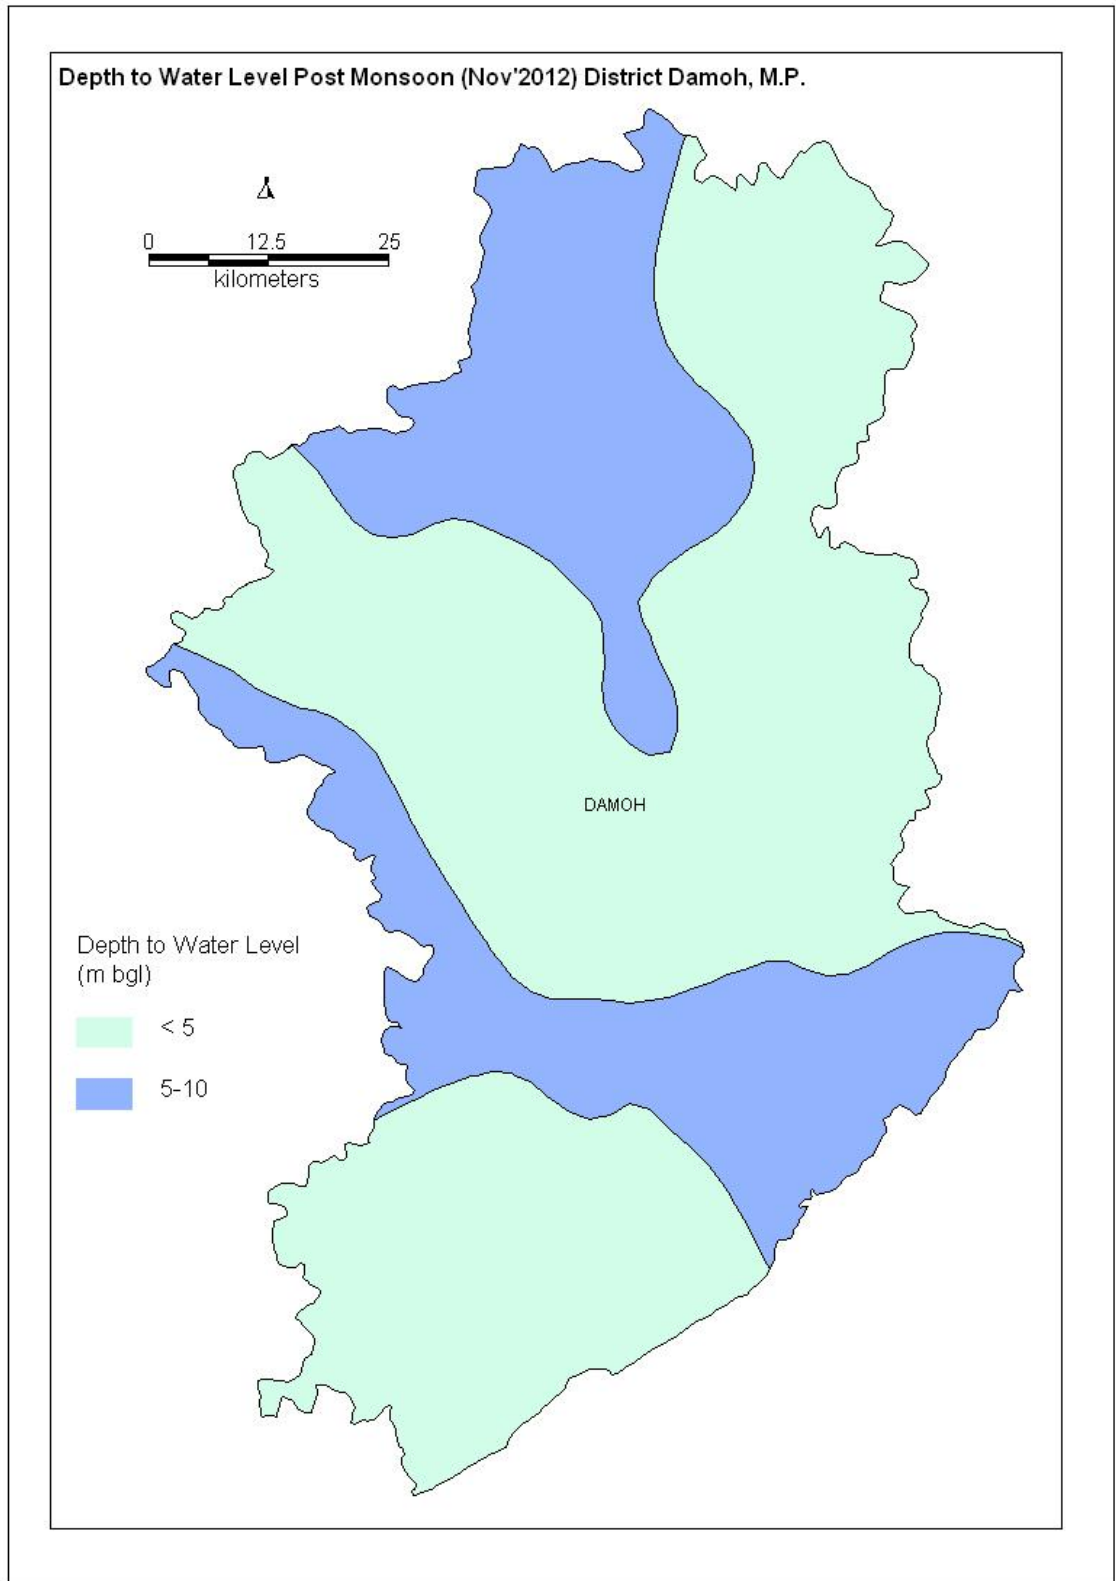 Depth to Water Level Post Monsoon (Nov'2012) District Damoh, M.P.
0 12.5 25
kilometers
DAMOH
Depth to Water Level
(m bgl)
< 5
5-10